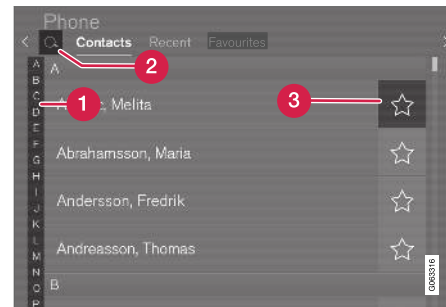 Phone
Contacts Recent Favourites
A
2
A
B
C
D
E
F
G
H
I
J
K
L
M
N
O
P
1
Melita
3
Abrahamsson, Maria
Andersson, Fredrik
Andreasson, Thomas
B
G063316